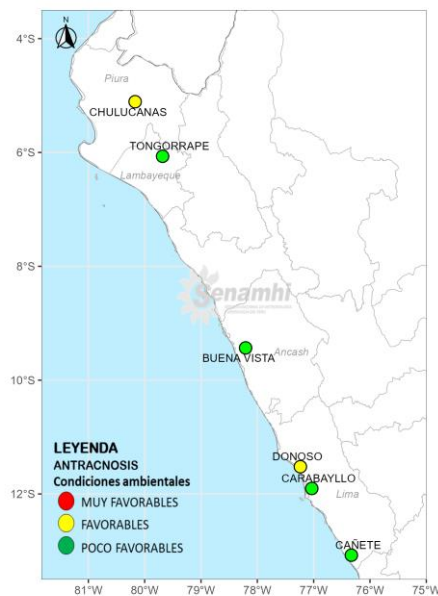 N
4°S
Piura
CHULUCANAS
TONGORRAPE
6°S
Lambayeque
8°S
Senamhi
Ancash
BUENA VISTA
10°S
LEYENDA
ANTRACNOSIS
Condiciones ambientales
MUY FAVORABLES
FAVORABLES
POCO FAVORABLES
DONOSO
CARABAYLLO
Lima
12°S
CAÑETE
81°W 80°W 79°W 78°W 77°W 76°W 75°W